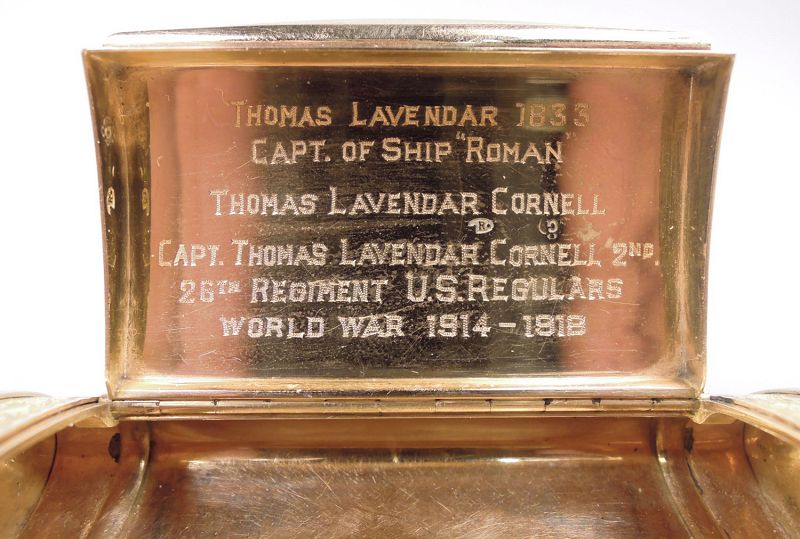 THOMAS LAVENDAR 1833
CAPT. OF SHIP "ROMAN"
THOMAS LAVENDAR CORNELL
CAPT. THOMAS LAVENDAR CORNELL 2ND.
26TH REGIMENT U.S. REGULARS
WORLD WAR 1914-1918